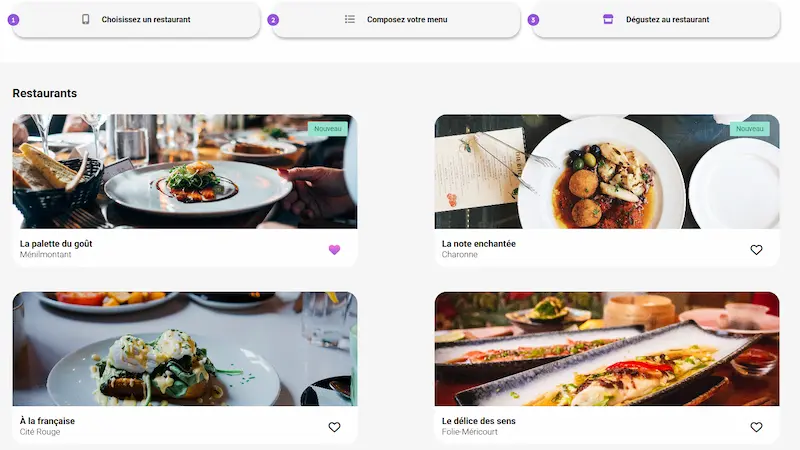 1
Choisissez un restaurant
2
Composez votre menu
3
Dégustez au restaurant
Restaurants
Nouveau
La palette du goût
Ménilmontant
Nouveau
La note enchantée
Charonne
À la française
Cité Rouge
Le délice des sens
Folie-Méricourt